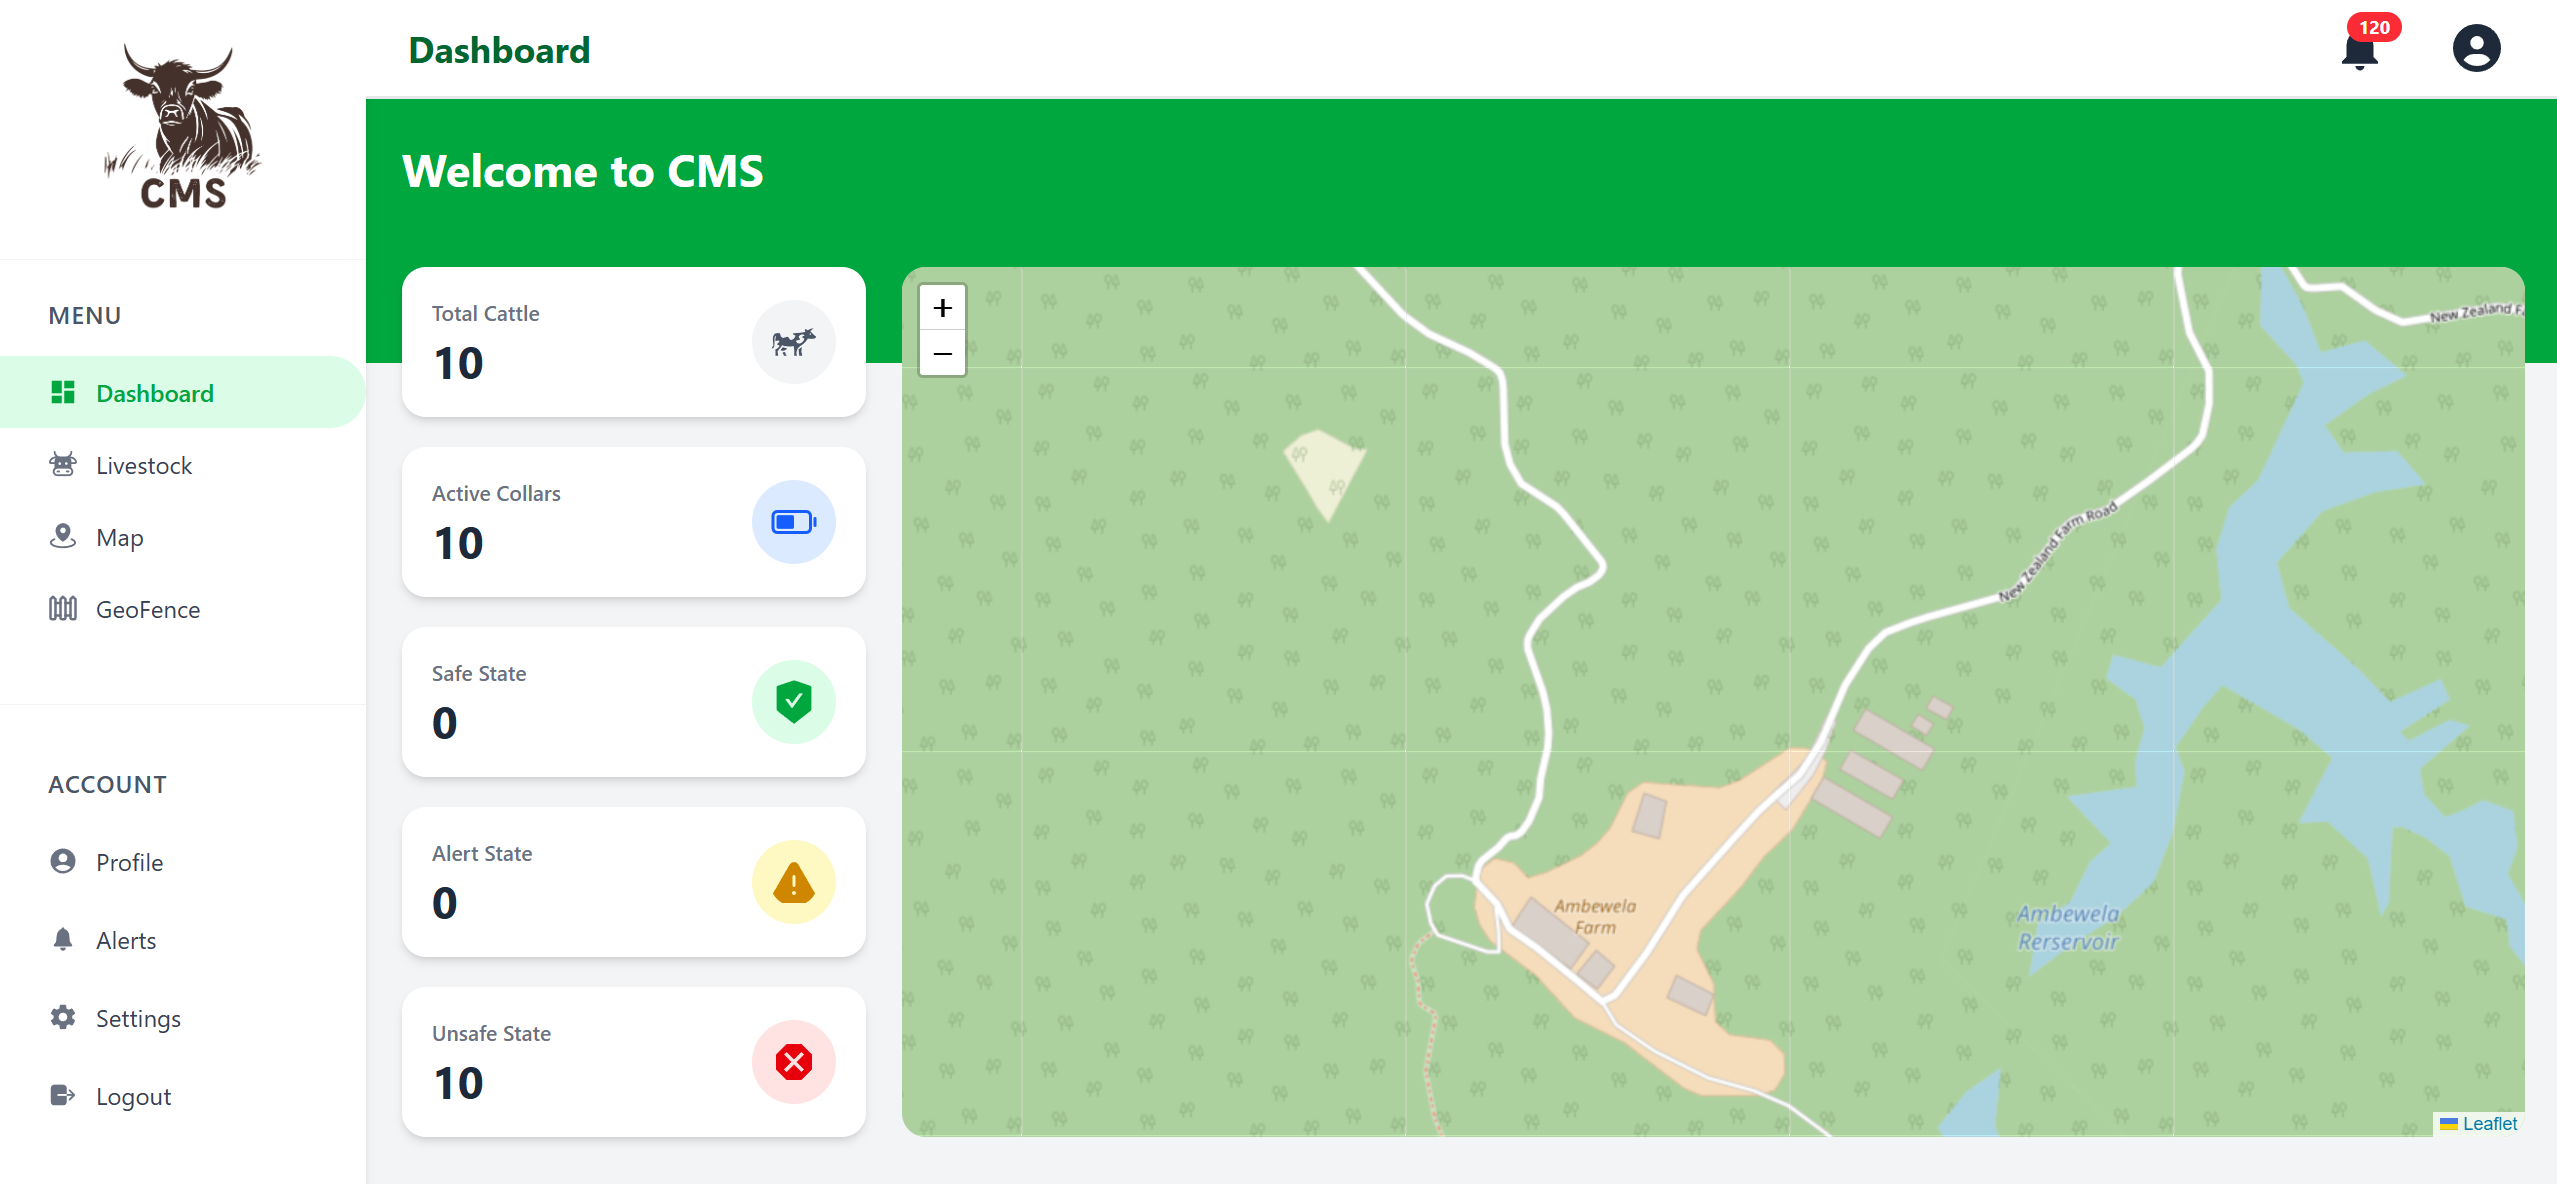 CMS
MENU
Dashboard
Livestock
Map
GeoFence
ACCOUNT
Profile
Alerts
Settings
Logout
Dashboard
120
Welcome to CMS
Total Cattle
10
Active Collars
10
Safe State
0
Alert State
0
Unsafe State
10
+
−
New Zealand Fa
New Zealand Farm Road
Ambewela
Farm
Ambewela
Rerservoir
Leaflet